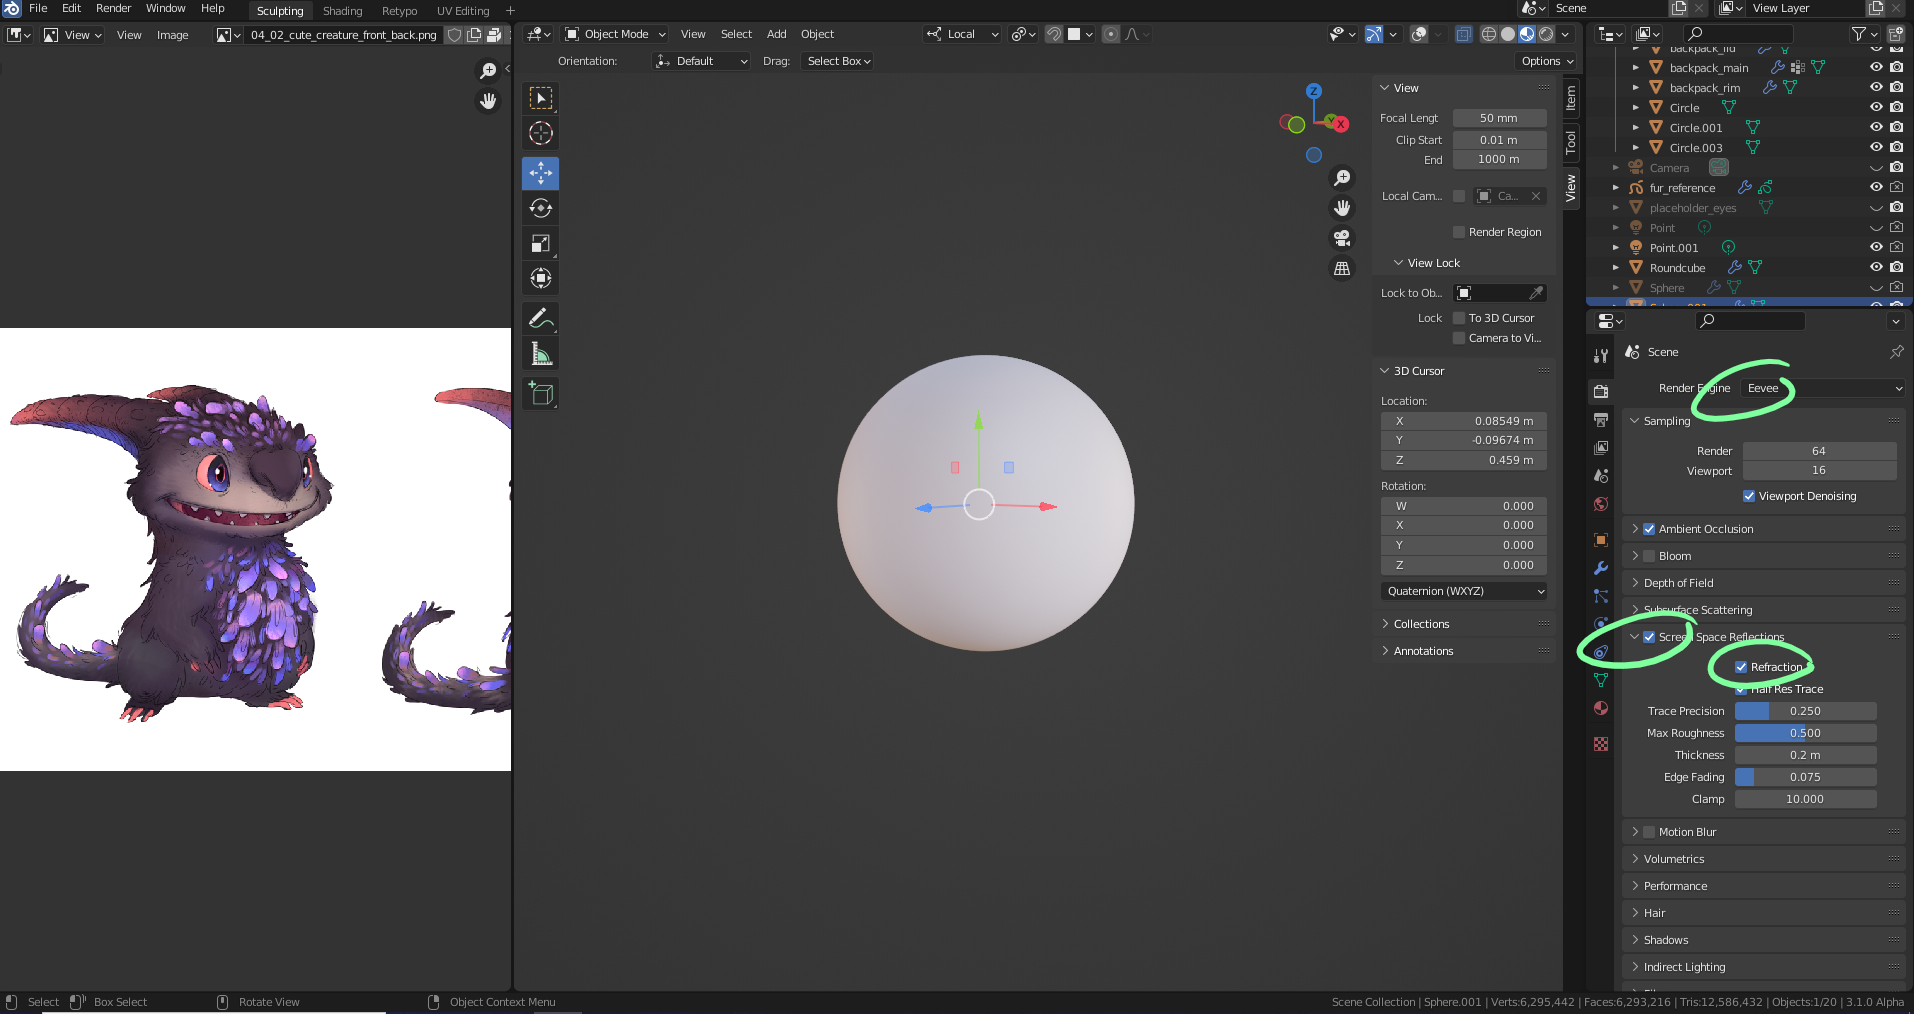 File Edit Render Window Help Sculpting Shading Retypo UV Editing + Scene View Layer
View View Image 04_02_cute_creature_front_back.png Object Mode View Select Add Object Local
Orientation: Default Drag: Select Box Options
backpack_lid
backpack_main
backpack_rim
Circle
Circle.001
Circle.003
Camera
fur_reference
placeholder_eyes
Point
Point.001
Roundcube
Sphere
View
Focal Lengt 50 mm
Clip Start 0.01 m
End 1000 m
Local Cam... Ca...
Render Region
View Lock
Lock to Ob...
Lock To 3D Cursor
Camera to Vi...
3D Cursor
Location:
X 0.08549 m
Y -0.09674 m
Z 0.459 m
Rotation:
W 0.000
X 0.000
Y 0.000
Z 0.000
Quaternion (WXYZ)
Collections
Annotations
Item
Tool
View
Z
Y
X
Scene
Render Engine Eevee
Sampling
Render 64
Viewport 16
Viewport Denoising
Ambient Occlusion
Bloom
Depth of Field
Subsurface Scattering
Screen Space Reflections
Refraction
Half Res Trace
Trace Precision 0.250
Max Roughness 0.500
Thickness 0.2 m
Edge Fading 0.075
Clamp 10.000
Motion Blur
Volumetrics
Performance
Hair
Shadows
Indirect Lighting
Select Box Select Rotate View Object Context Menu Scene Collection | Sphere.001 | Verts:6,295,442 | Faces:6,293,216 | Tris:12,586,432 | Objects:1/20 | 3.1.0 Alpha